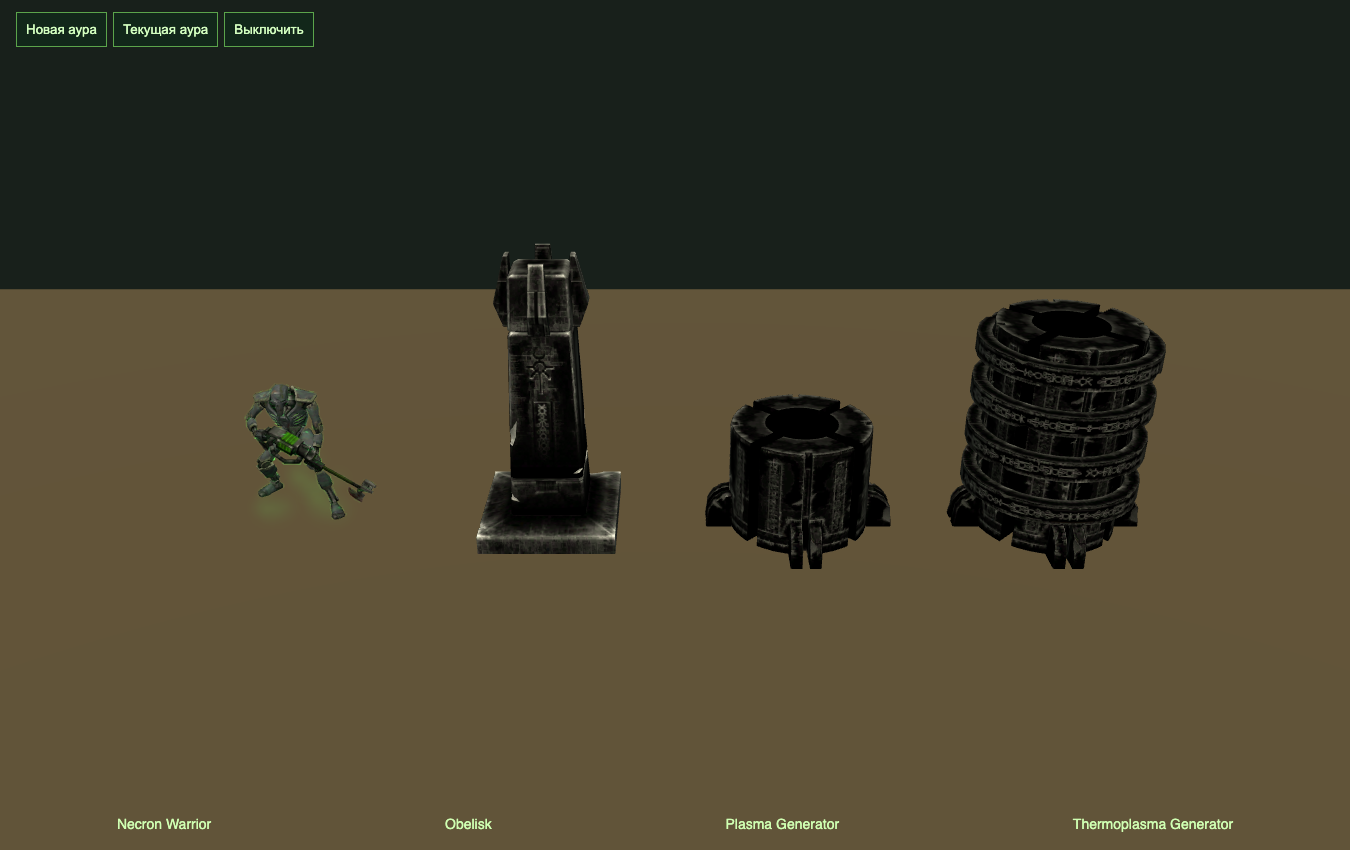 Новая аура
Текущая аура
Выключить
Necron Warrior
Obelisk
Plasma Generator
Thermoplasma Generator